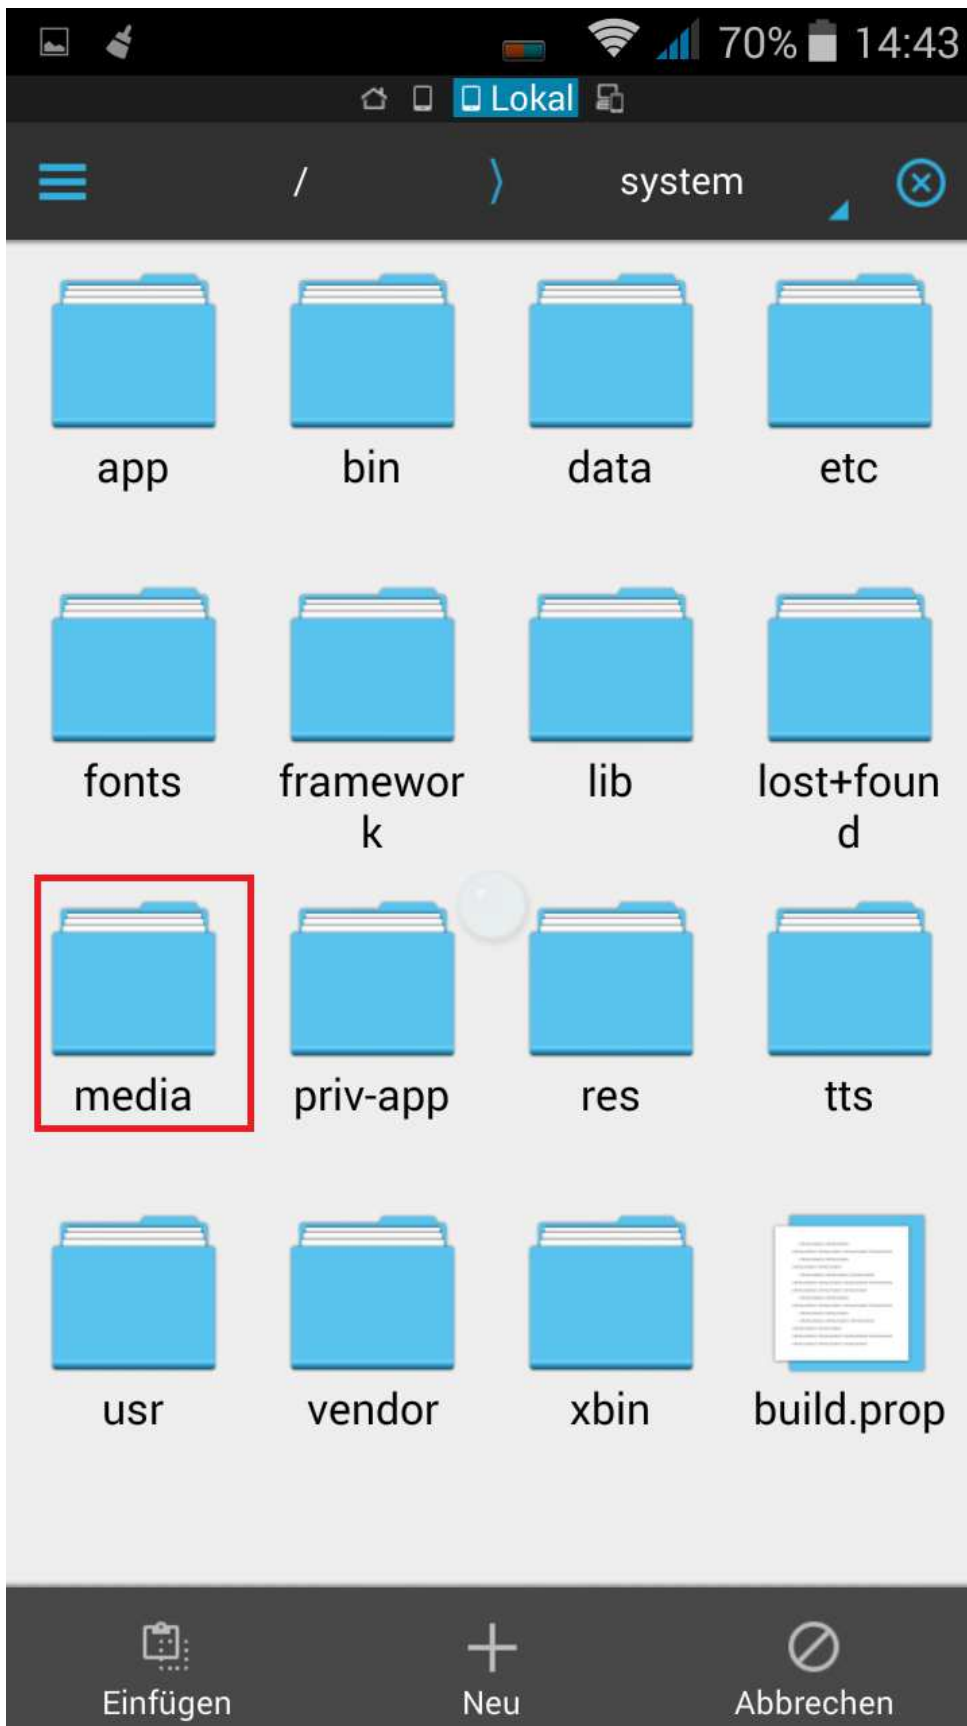 70% 14:43
Lokal
/ 〉 system
app bin data etc
fonts framewor lib lost+foun
k d
media priv-app res tts
usr vendor xbin build.prop
Einfügen Neu Abbrechen